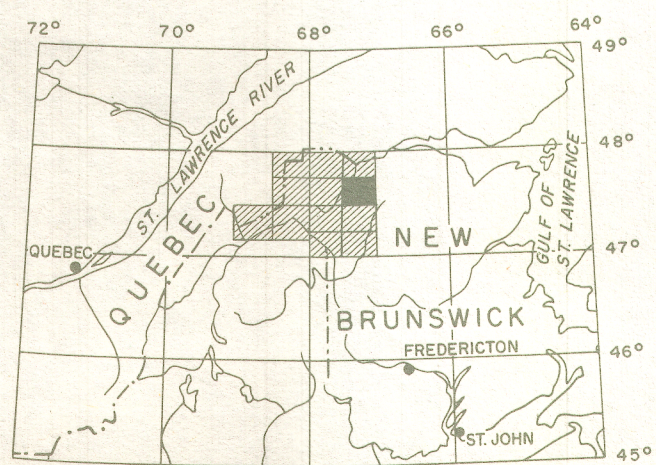 72° 70° 68° 66° 64°
49°
ST. LAWRENCE RIVER
48°
GULF OF
ST. LAWRENCE
QUEBEC
NEW
QUEBEC
47°
BRUNSWICK
FREDERICTON
46°
ST. JOHN
45°